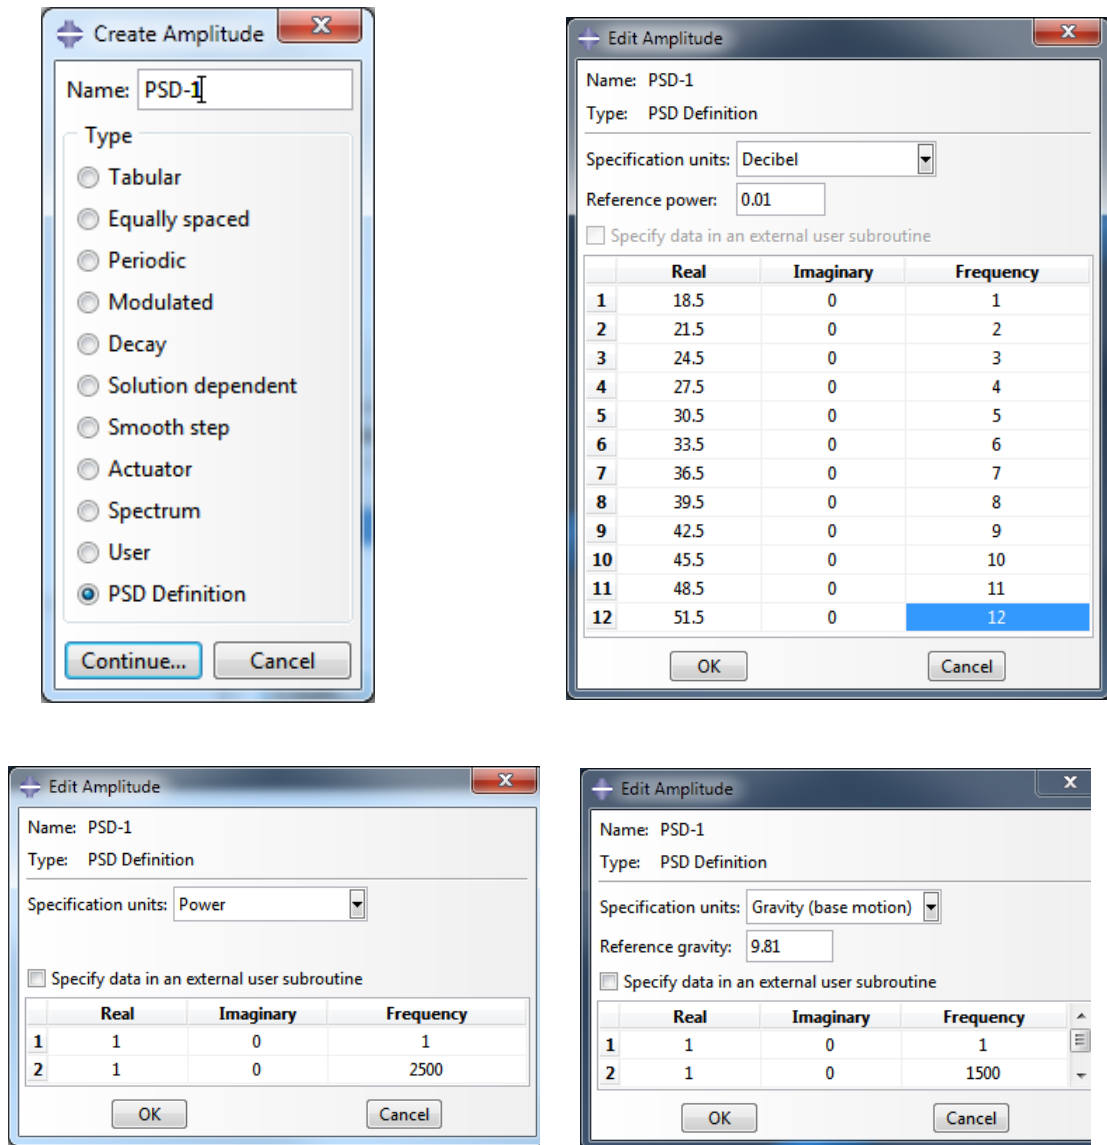 Create Amplitude
Name: PSD-1
Type
Tabular
Equally spaced
Periodic
Modulated
Decay
Solution dependent
Smooth step
Actuator
Spectrum
User
PSD Definition
Continue... Cancel
Edit Amplitude
Name: PSD-1
Type: PSD Definition
Specification units: Decibel
Reference power: 0.01
Specify data in an external user subroutine
Real Imaginary Frequency
1 18.5 0 1
2 21.5 0 2
3 24.5 0 3
4 27.5 0 4
5 30.5 0 5
6 33.5 0 6
7 36.5 0 7
8 39.5 0 8
9 42.5 0 9
10 45.5 0 10
11 48.5 0 11
12 51.5 0 12
OK Cancel
Edit Amplitude
Name: PSD-1
Type: PSD Definition
Specification units: Power
Specify data in an external user subroutine
Real Imaginary Frequency
1 1 0 1
2 1 0 2500
OK Cancel
Edit Amplitude
Name: PSD-1
Type: PSD Definition
Specification units: Gravity (base motion)
Reference gravity: 9.81
Specify data in an external user subroutine
Real Imaginary Frequency
1 1 0 1
2 1 0 1500
OK Cancel